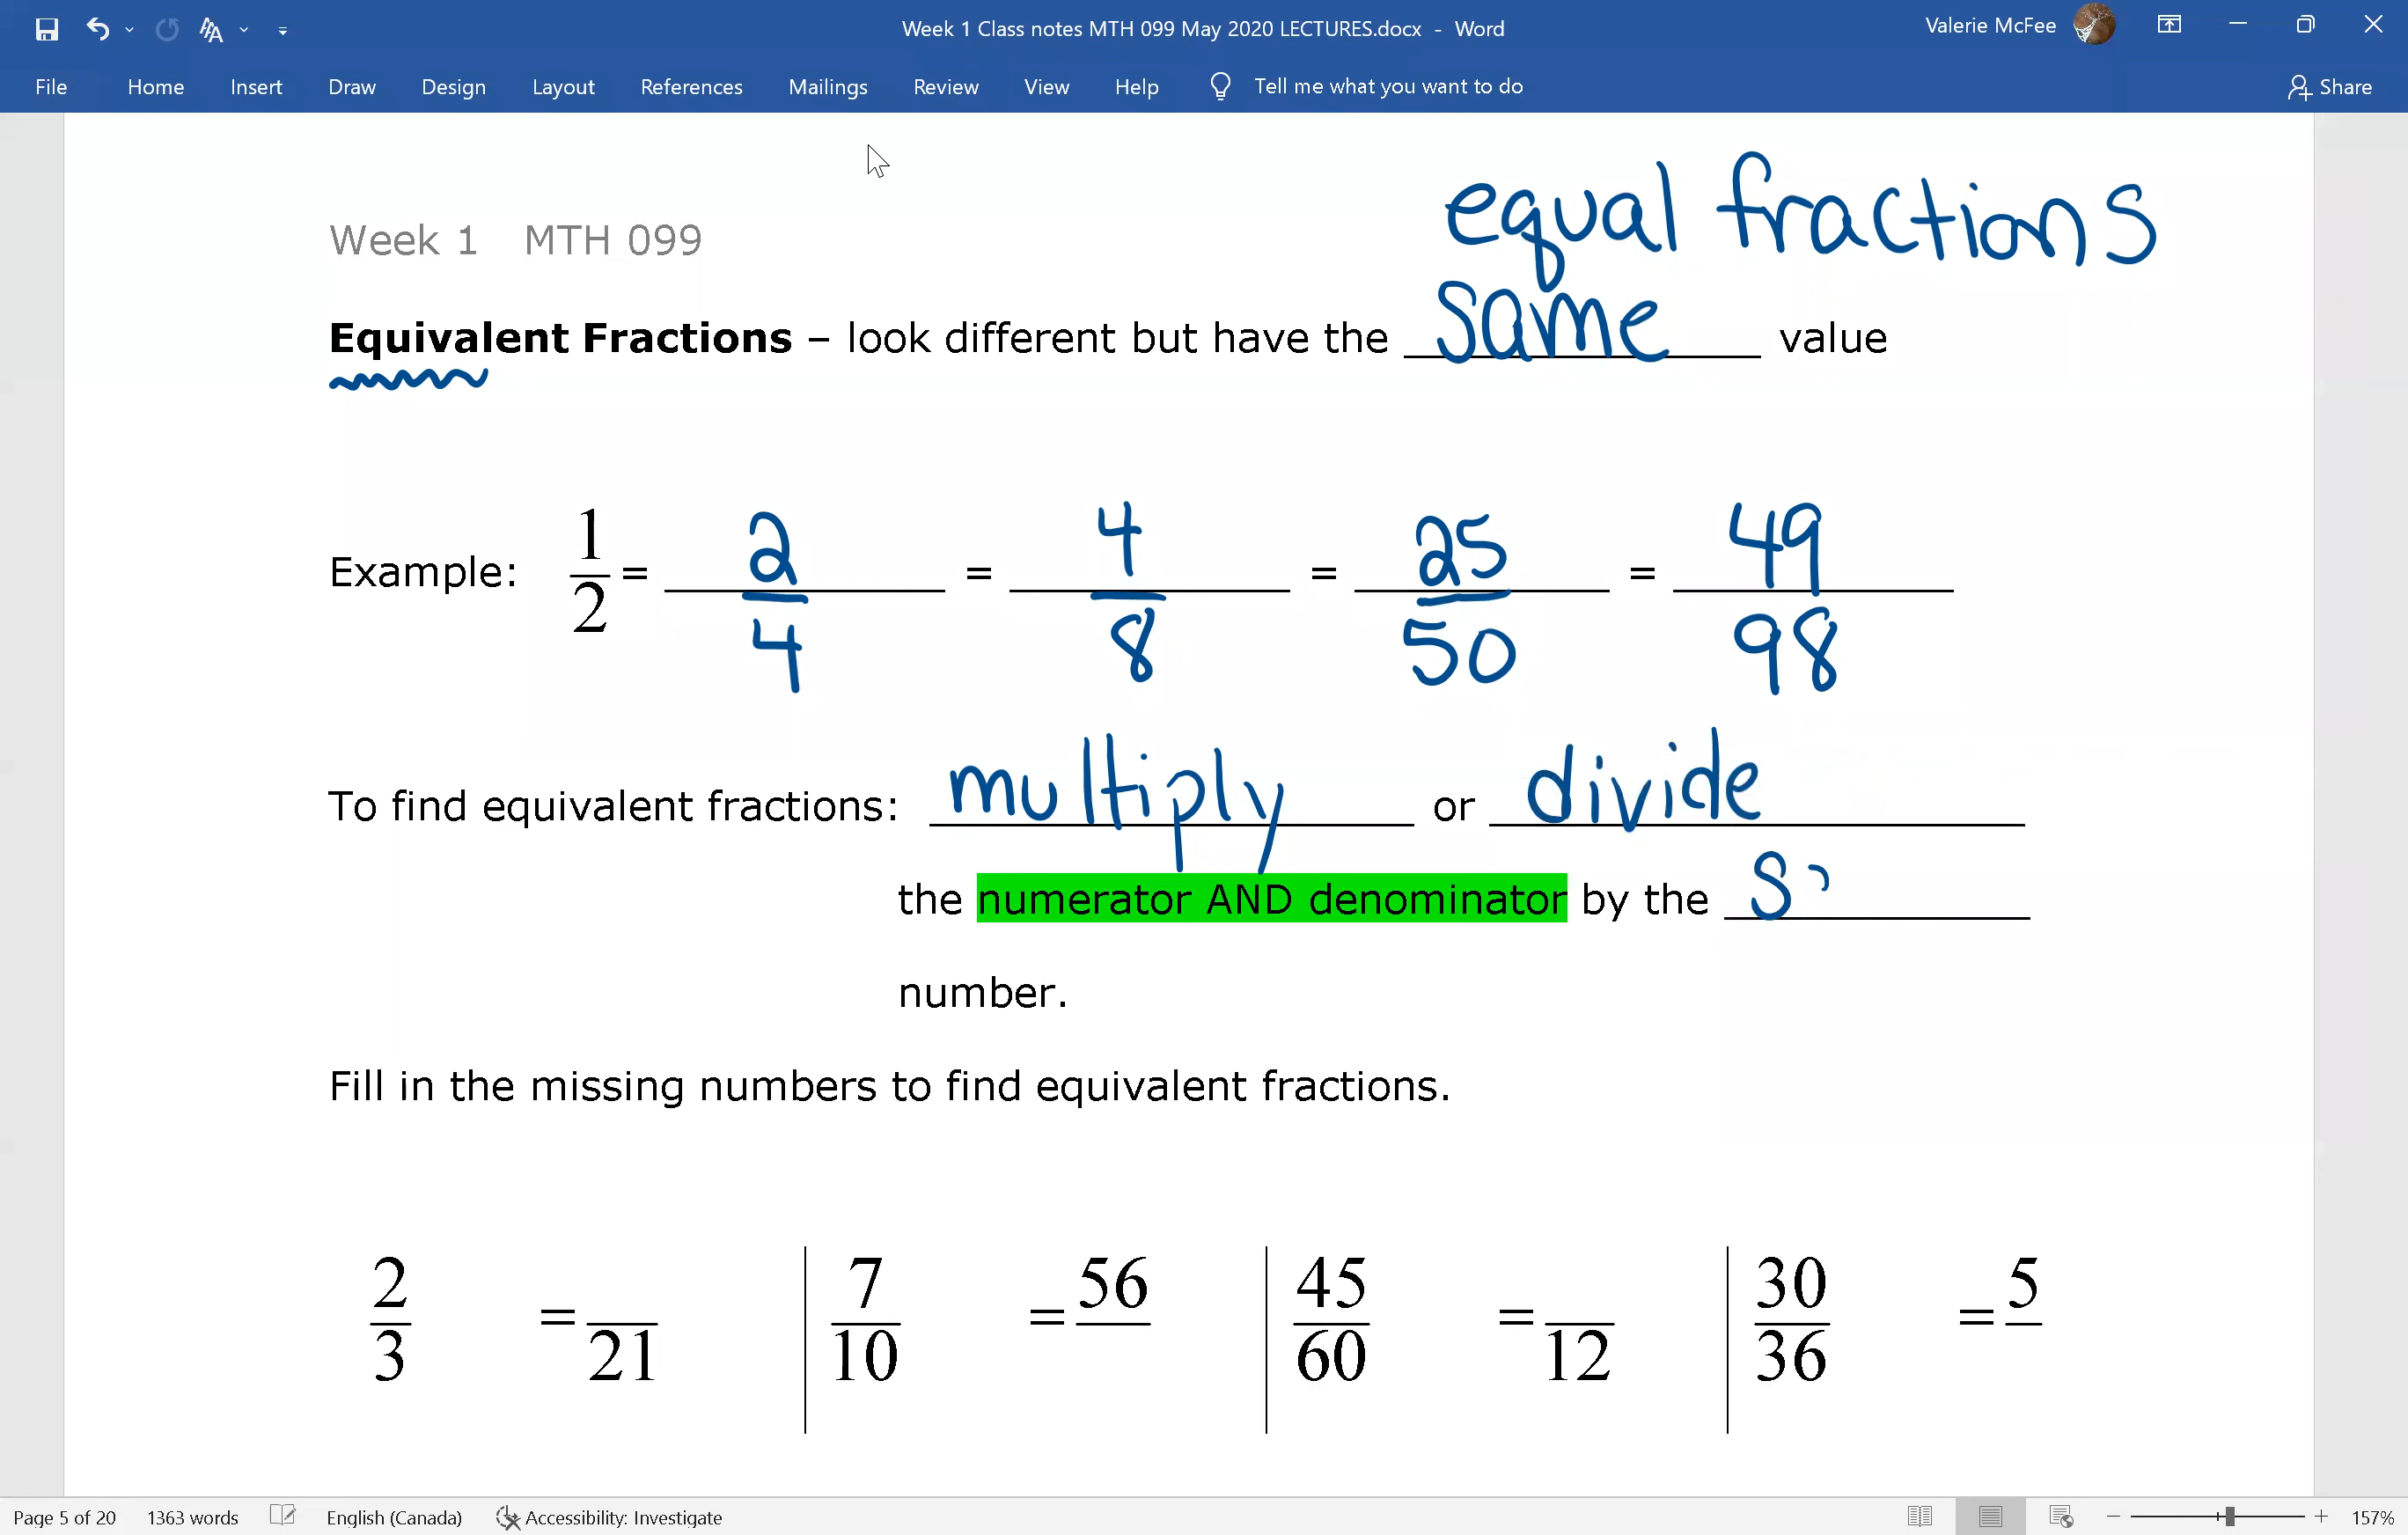 Week 1 Class notes MTH 099 May 2020 LECTURES.docx - Word
Valerie McFee
File Home Insert Draw Design Layout References Mailings Review View Help Tell me what you want to do Share
equal fractions
Week 1 MTH 099
Equivalent Fractions – look different but have the same value
Example: 1/2 = 2/4 = 4/8 = 25/50 = 49/98
To find equivalent fractions: multiply or divide
the numerator AND denominator by the s
number.
Fill in the missing numbers to find equivalent fractions.
2/3 = /21 | 7/10 = 56/ | 45/60 = /12 | 30/36 = 5/
Page 5 of 20 1363 words English (Canada) Accessibility: Investigate 157%